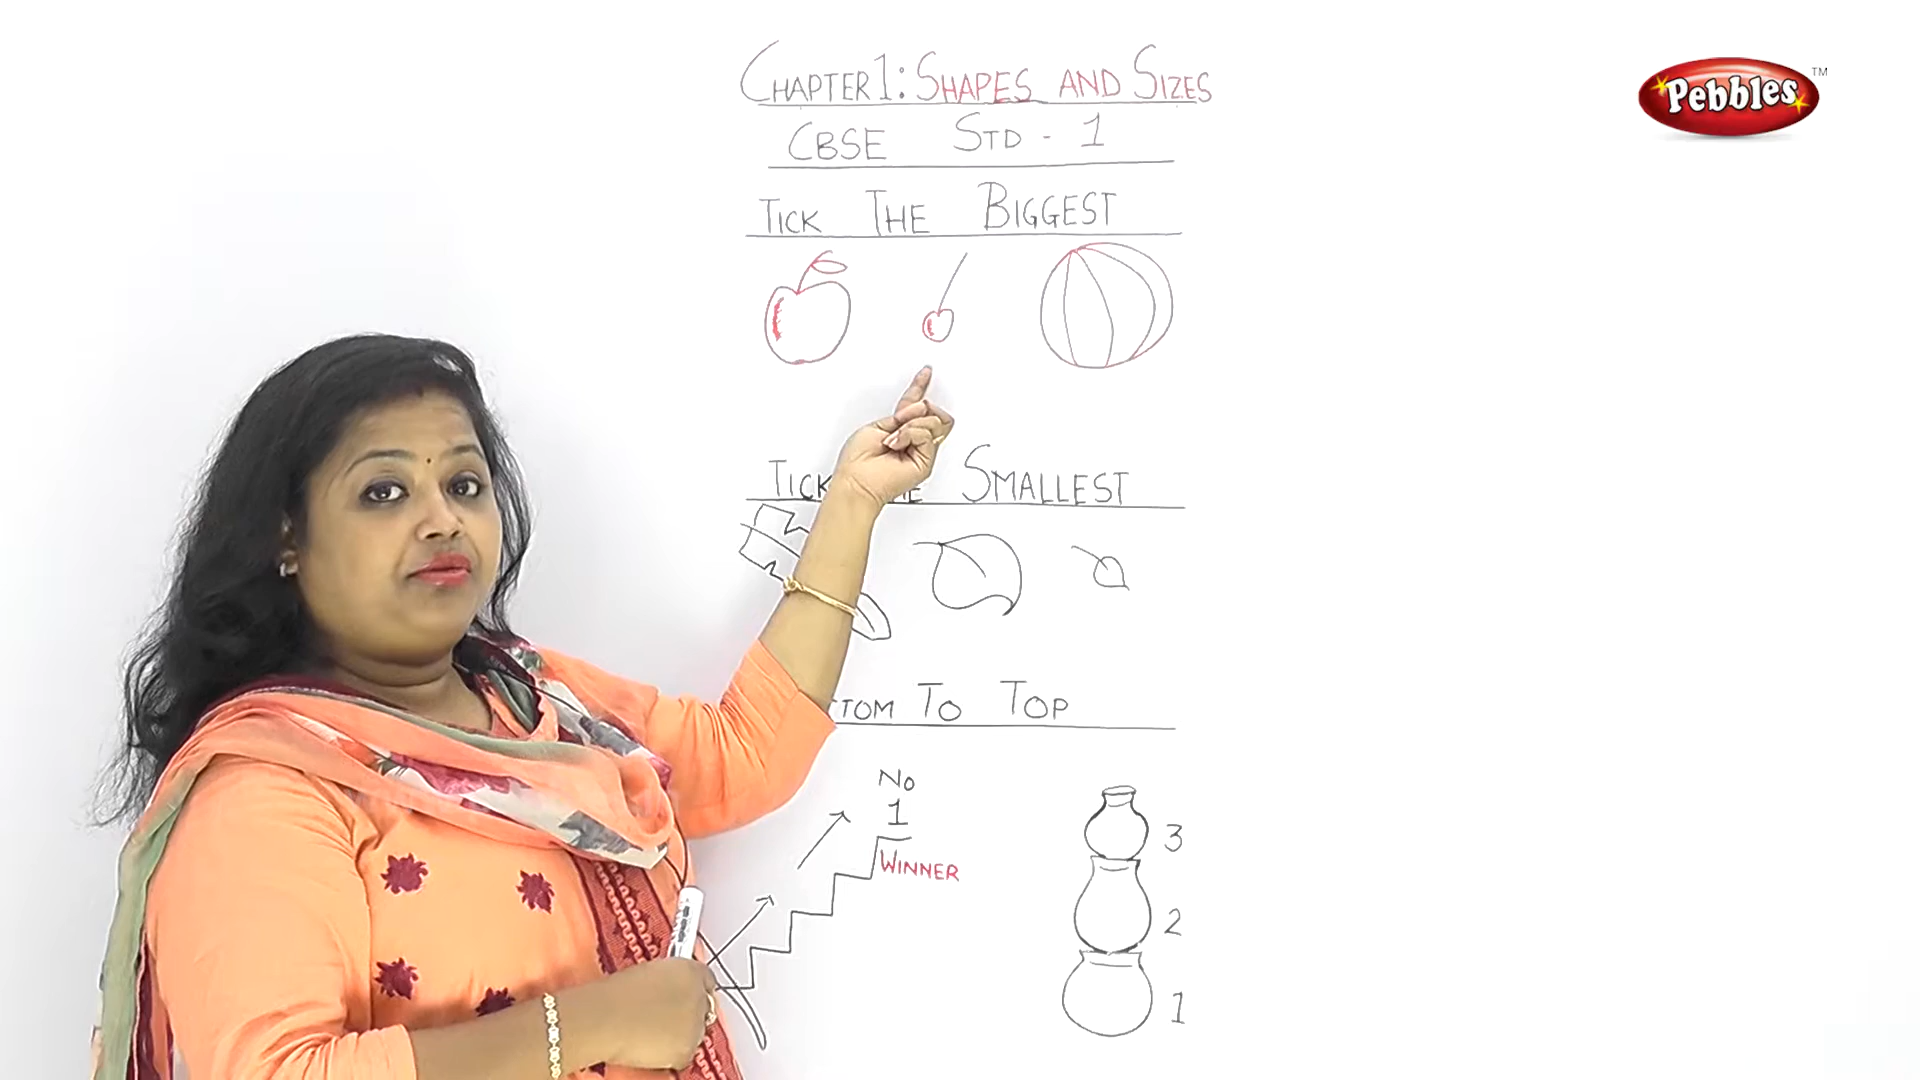 CHAPTER 1: SHAPES AND SIZES
Pebbles TM
CBSE STD - 1
TICK THE BIGGEST
TICK SMALLEST
TO TOP
No
1
WINNER
3
2
1